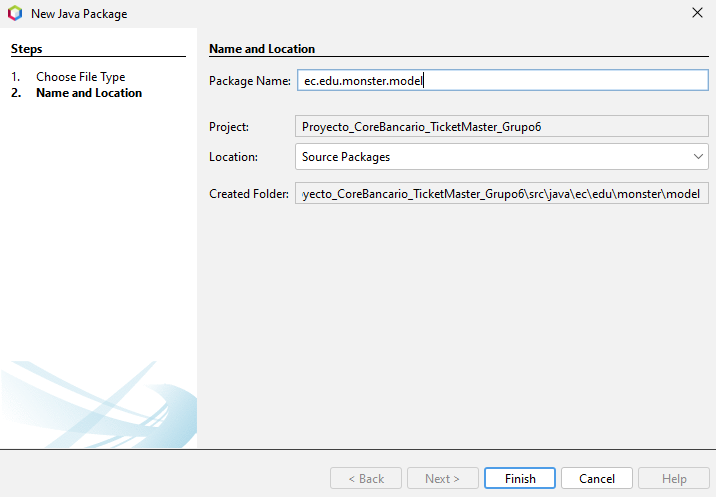 New Java Package
Steps
1. Choose File Type
2. Name and Location
Name and Location
Package Name: ec.edu.monster.model
Project: Proyecto_CoreBancario_TicketMaster_Grupo6
Location: Source Packages
Created Folder: yecto_CoreBancario_TicketMaster_Grupo6\src\java\ec\edu\monster\model
< Back Next > Finish Cancel Help